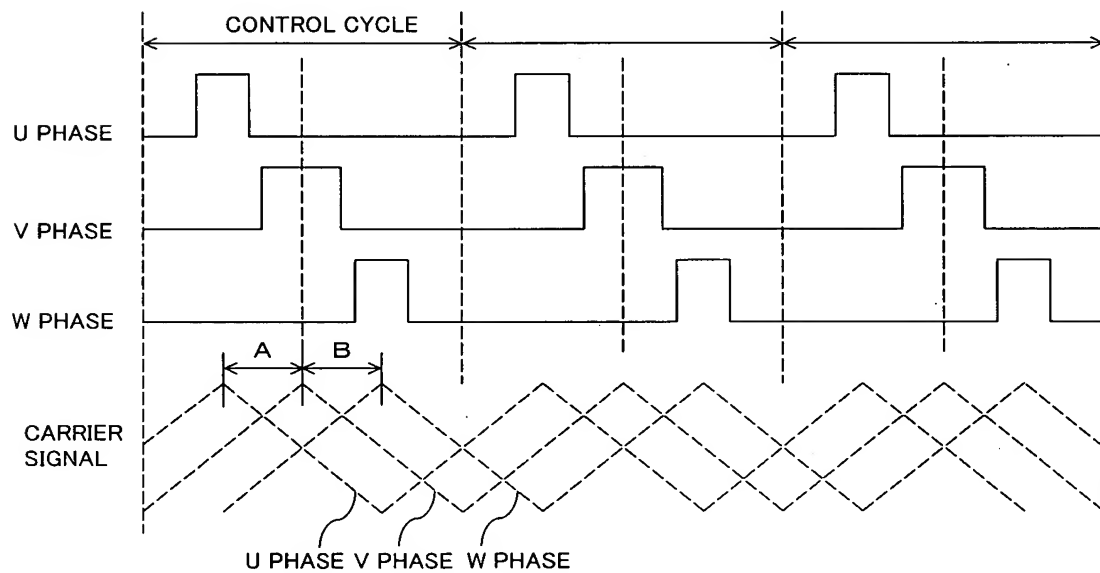 CONTROL CYCLE
U PHASE
V PHASE
W PHASE
A
B
CARRIER
SIGNAL
U PHASE
V PHASE
W PHASE